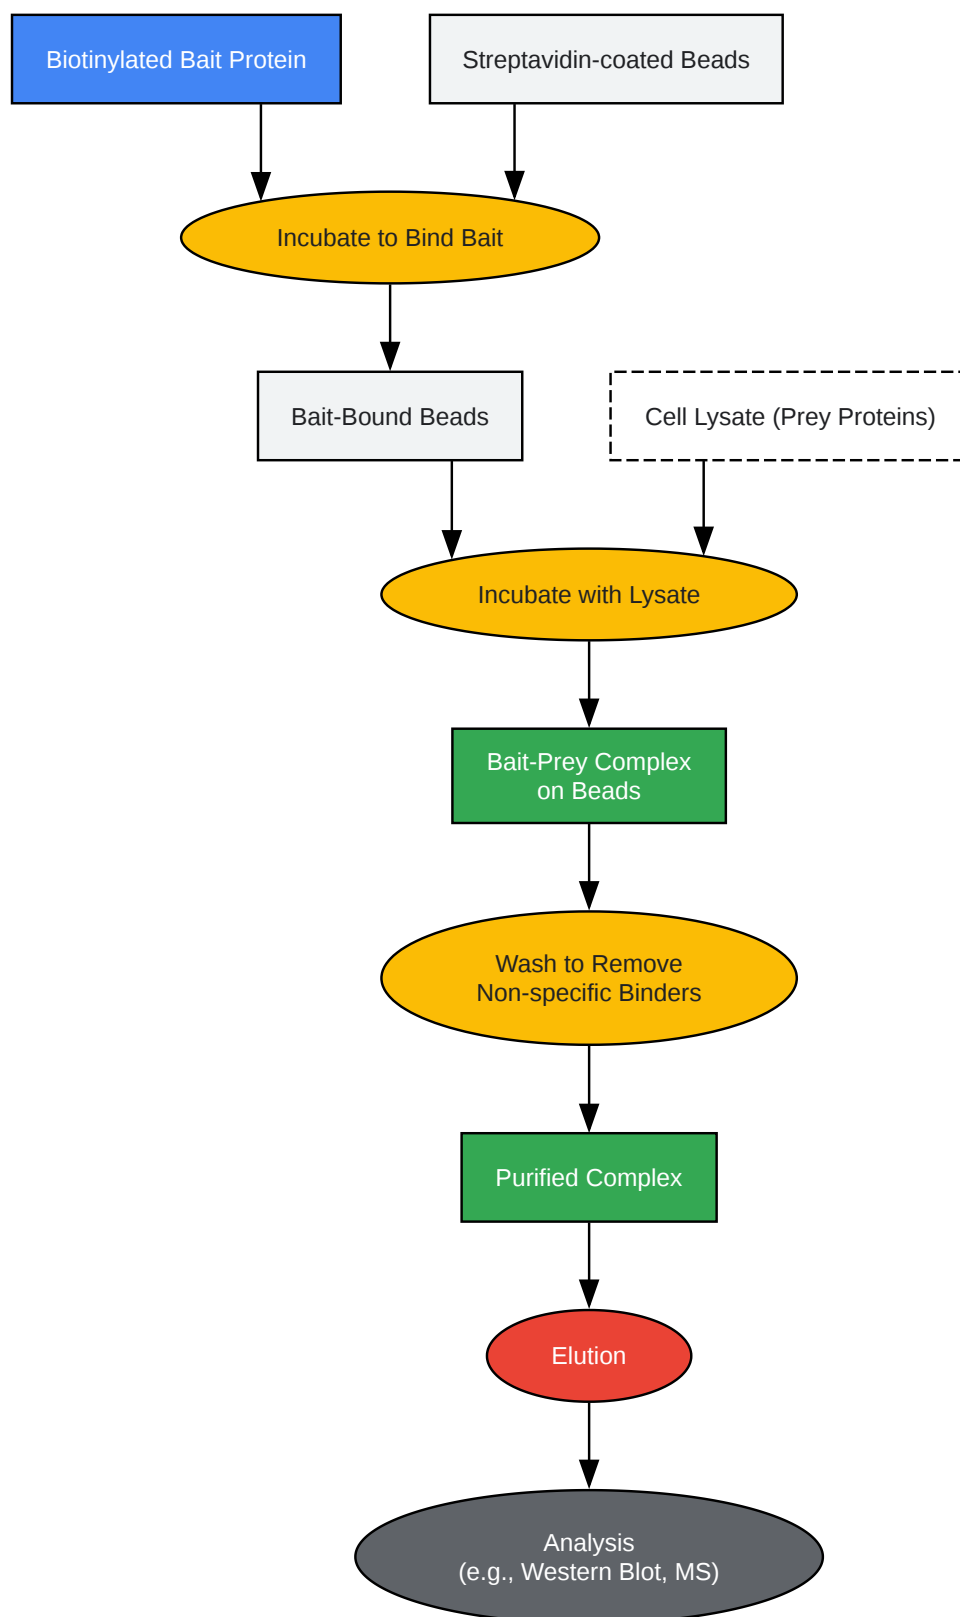 Biotinylated Bait Protein
Streptavidin-coated Beads
Incubate to Bind Bait
Bait-Bound Beads
Cell Lysate (Prey Proteins)
Incubate with Lysate
Bait-Prey Complex
on Beads
Wash to Remove
Non-specific Binders
Purified Complex
Elution
Analysis
(e.g., Western Blot, MS)